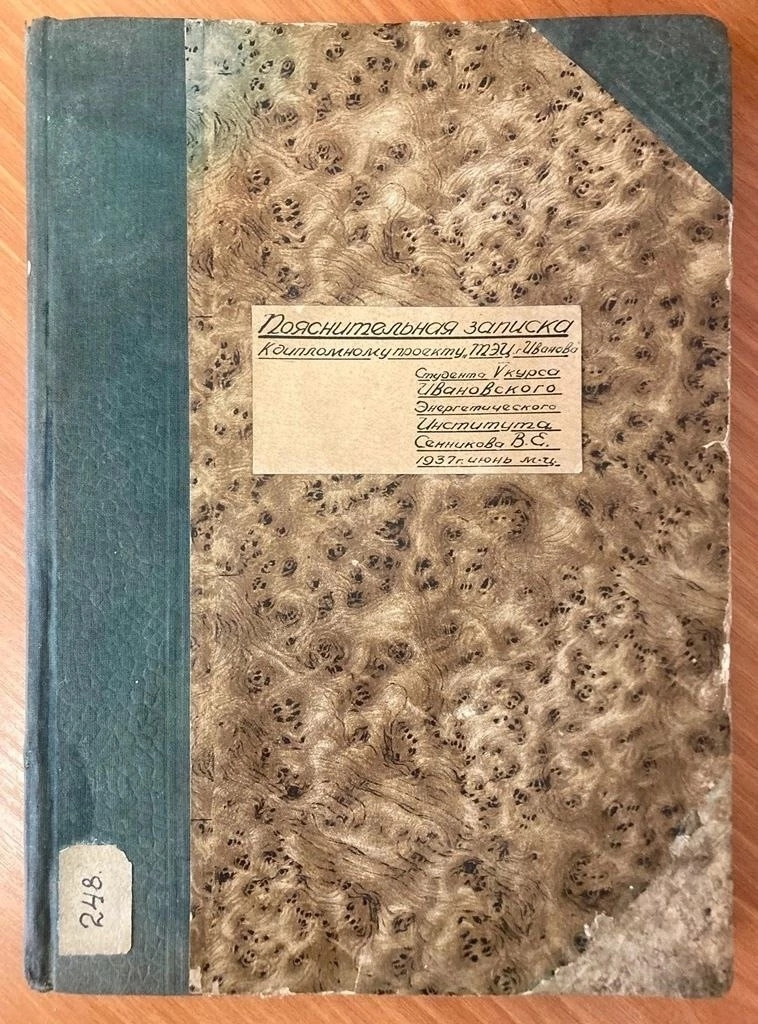 Пояснительная записка
К дипломному проекту „ТЭЦ г. Иванова
Студента V курса
Ивановского
Энергетического
Института
Сенникова В.Е.
1937 г. июнь м-ц.
248.